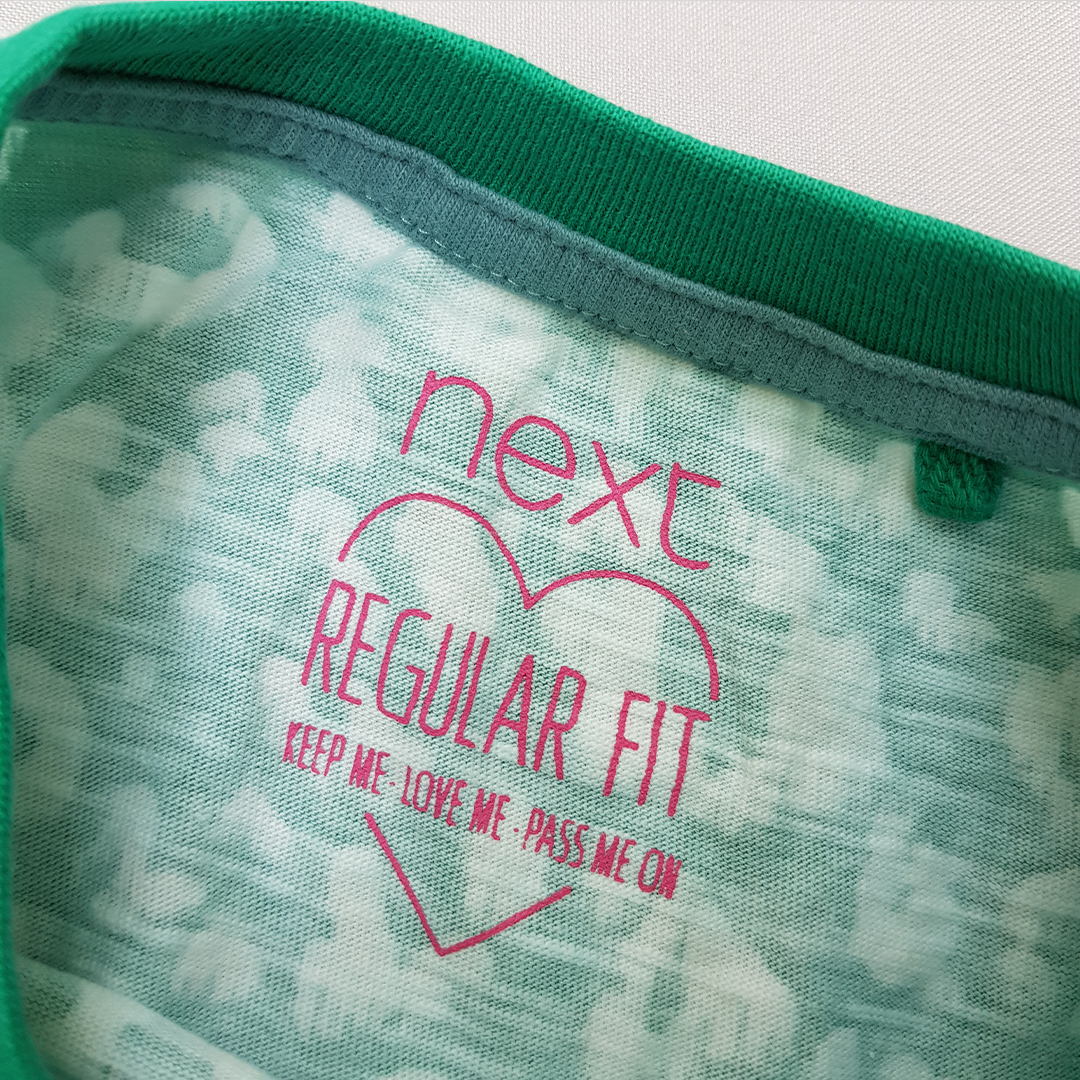 next
REGULAR FIT
KEEP ME - LOVE ME - PASS ME ON